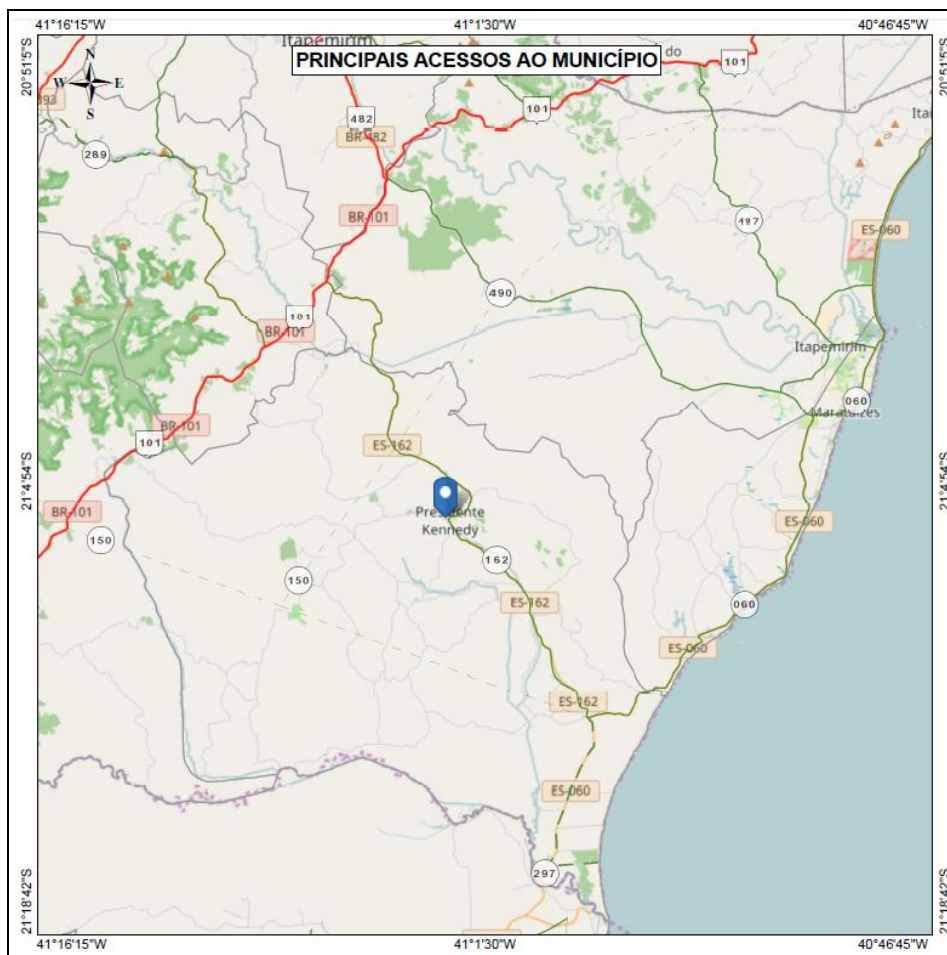 41°16'15"W 41°1'30"W 40°46'45"W
20°51'5"S
20°51'5"S
Itapemirim
PRINCIPAIS ACESSOS AO MUNICÍPIO
do
101
N
W E
S
393
101
482
BR-482
289
BR-101
487
ES-060
490
101
BR-101
Itapemirim
060
Marataízes
BR-101
101
ES-162
21°4'54"S
21°4'54"S
BR-101
Presidente
Kennedy
ES-060
150
162
150
ES-162
060
ES-060
ES-162
ES-060
297
21°18'42"S
21°18'42"S
41°16'15"W 41°1'30"W 40°46'45"W